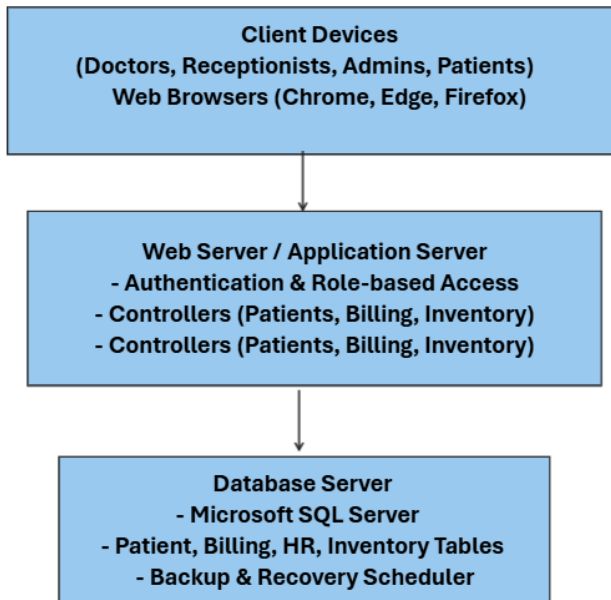 Client Devices
(Doctors, Receptionists, Admins, Patients)
Web Browsers (Chrome, Edge, Firefox)
Web Server / Application Server
- Authentication & Role-based Access
- Controllers (Patients, Billing, Inventory)
- Controllers (Patients, Billing, Inventory)
Database Server
- Microsoft SQL Server
- Patient, Billing, HR, Inventory Tables
- Backup & Recovery Scheduler